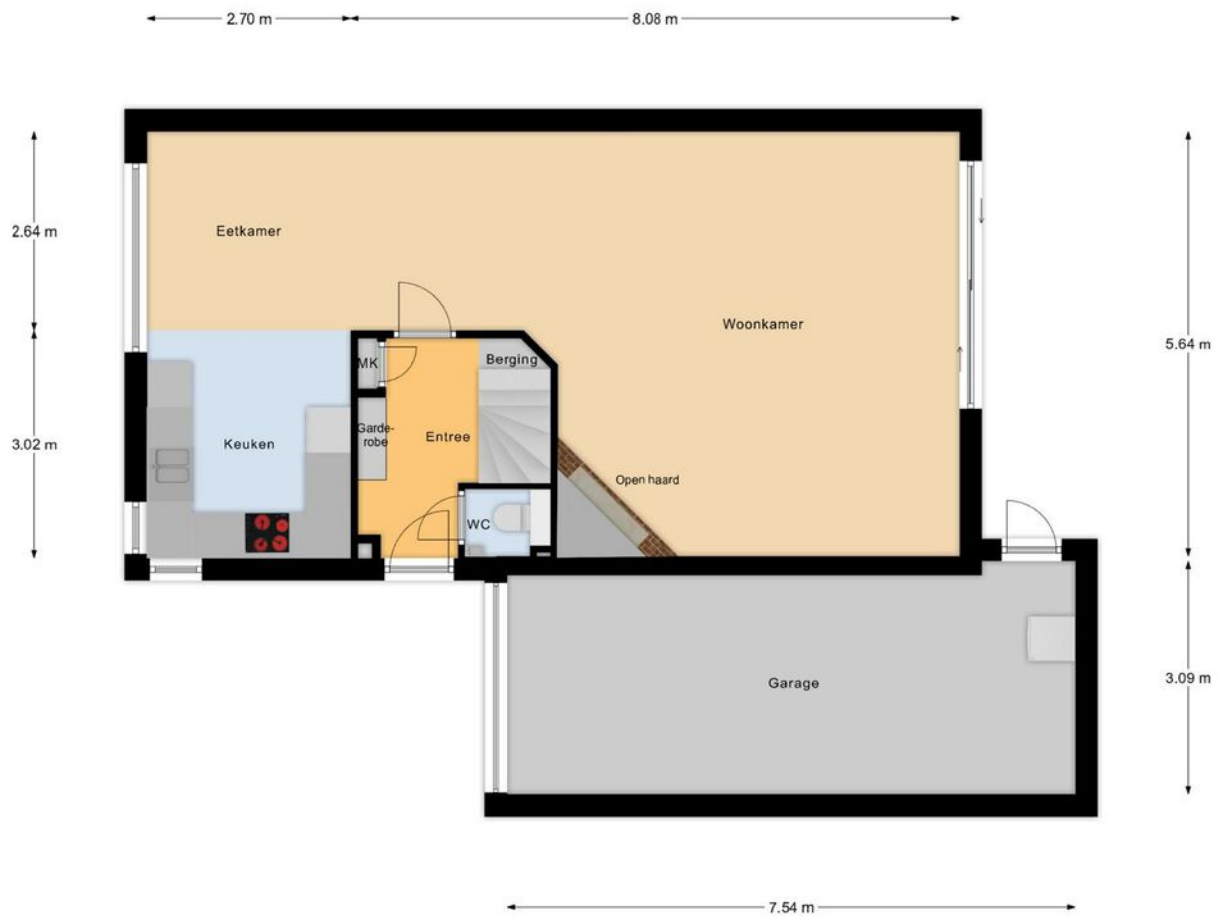 2.70 m
8.08 m
2.64 m
Eetkamer
Woonkamer
5.64 m
MK
Berging
3.02 m
Keuken
Garde-
robe
Entree
Open haard
WC
Garage
3.09 m
7.54 m